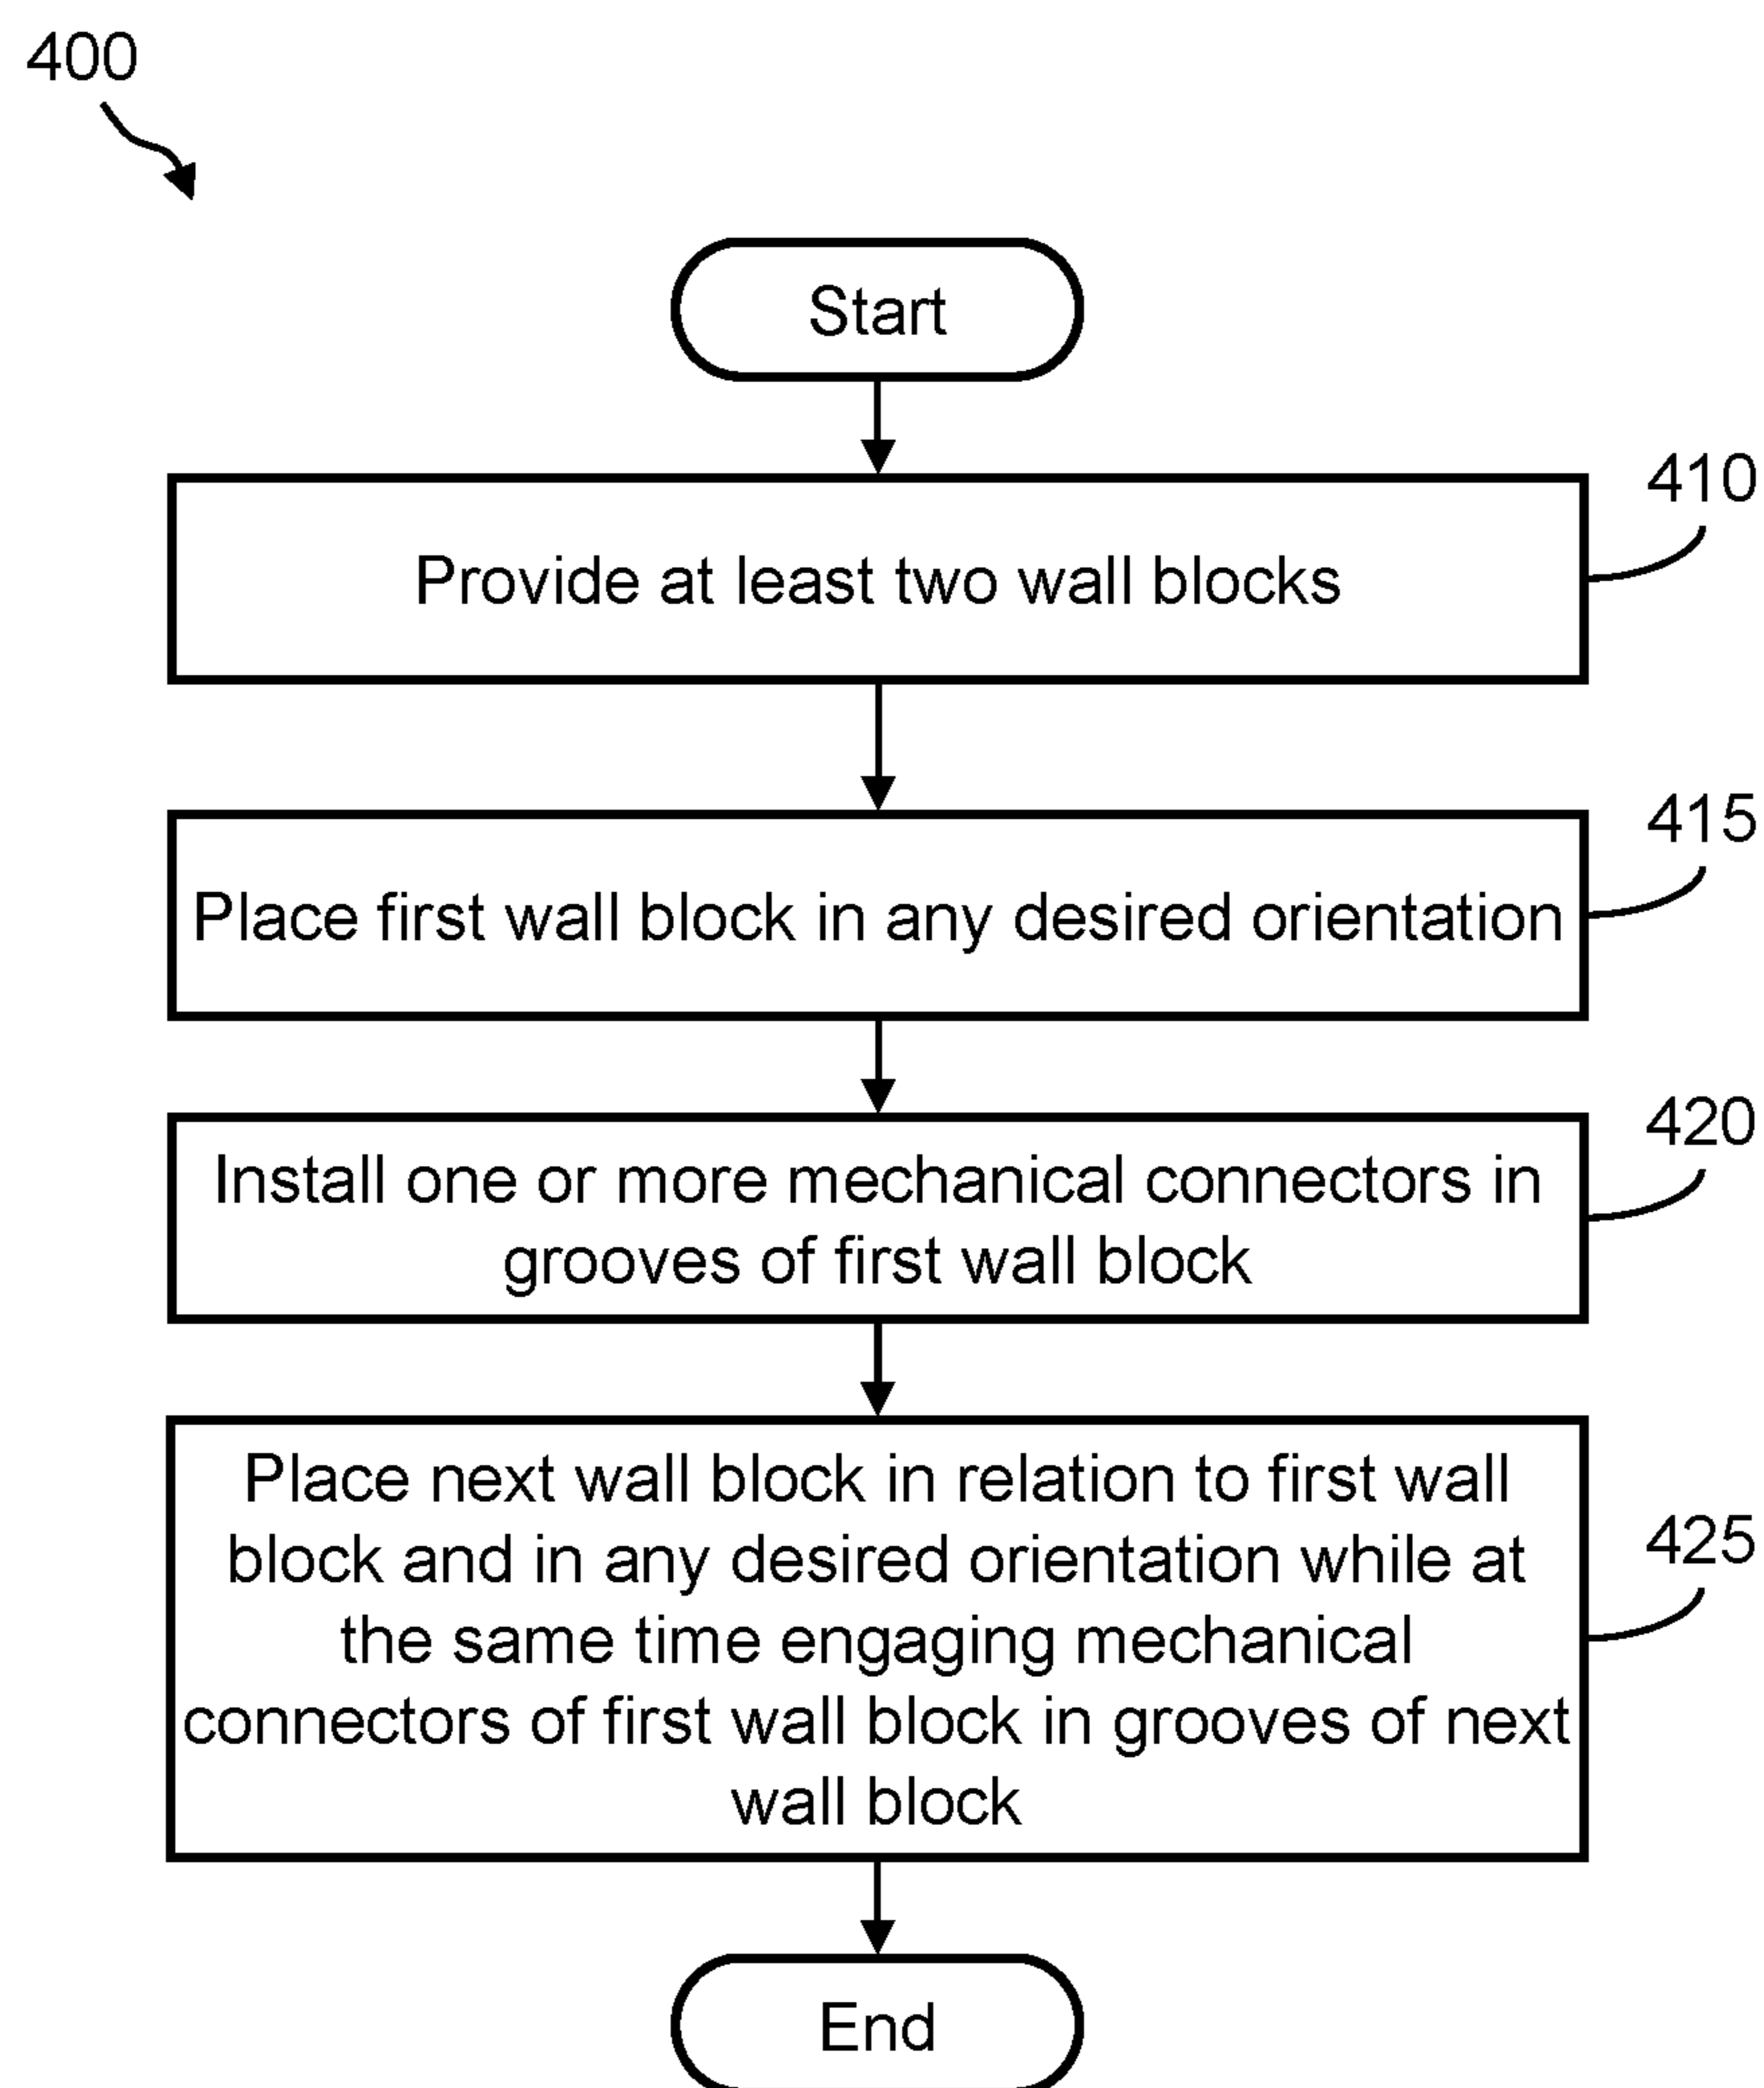 400
Start
410
Provide at least two wall blocks
415
Place first wall block in any desired orientation
420
Install one or more mechanical connectors in
grooves of first wall block
Place next wall block in relation to first wall
block and in any desired orientation while at
425
the same time engaging mechanical
connectors of first wall block in grooves of next
wall block
End